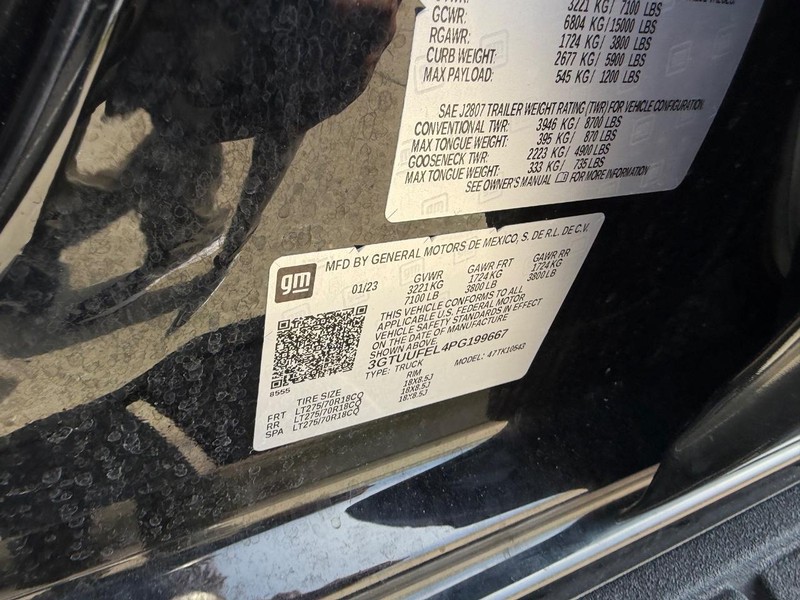 3221 KG / 7100 LBS
GCWR: 6804 KG / 15000 LBS
RGAWR: 1724 KG / 3800 LBS
CURB WEIGHT: 2677 KG / 5900 LBS
MAX PAYLOAD: 545 KG / 1200 LBS
SAE J2807 TRAILER WEIGHT RATING (TWR) FOR VEHICLE CONFIGURATION
CONVENTIONAL TWR: 3946 KG / 8700 LBS
MAX TONGUE WEIGHT: 395 KG / 870 LBS
GOOSENECK TWR: 2223 KG / 4900 LBS
MAX TONGUE WEIGHT: 333 KG / 735 LBS
SEE OWNER'S MANUAL FOR MORE INFORMATION
gm
MFD BY GENERAL MOTORS DE MEXICO, S. DE R.L. DE C.V.
01/23 GVWR GAWR FRT GAWR RR
3221 KG 1724 KG 1724 KG
7100 LB 3800 LB 3800 LB
THIS VEHICLE CONFORMS TO ALL
APPLICABLE U.S. FEDERAL MOTOR
VEHICLE SAFETY STANDARDS IN EFFECT
ON THE DATE OF MANUFACTURE
SHOWN ABOVE.
3GTUUFEL4PG199667
TYPE: TRUCK MODEL: 47TK10543
8555
TIRE SIZE RIM
FRT LT275/70R18CQ 18X8.5J
RR LT275/70R18CQ 18X8.5J
SPA LT275/70R18CQ 18X8.5J